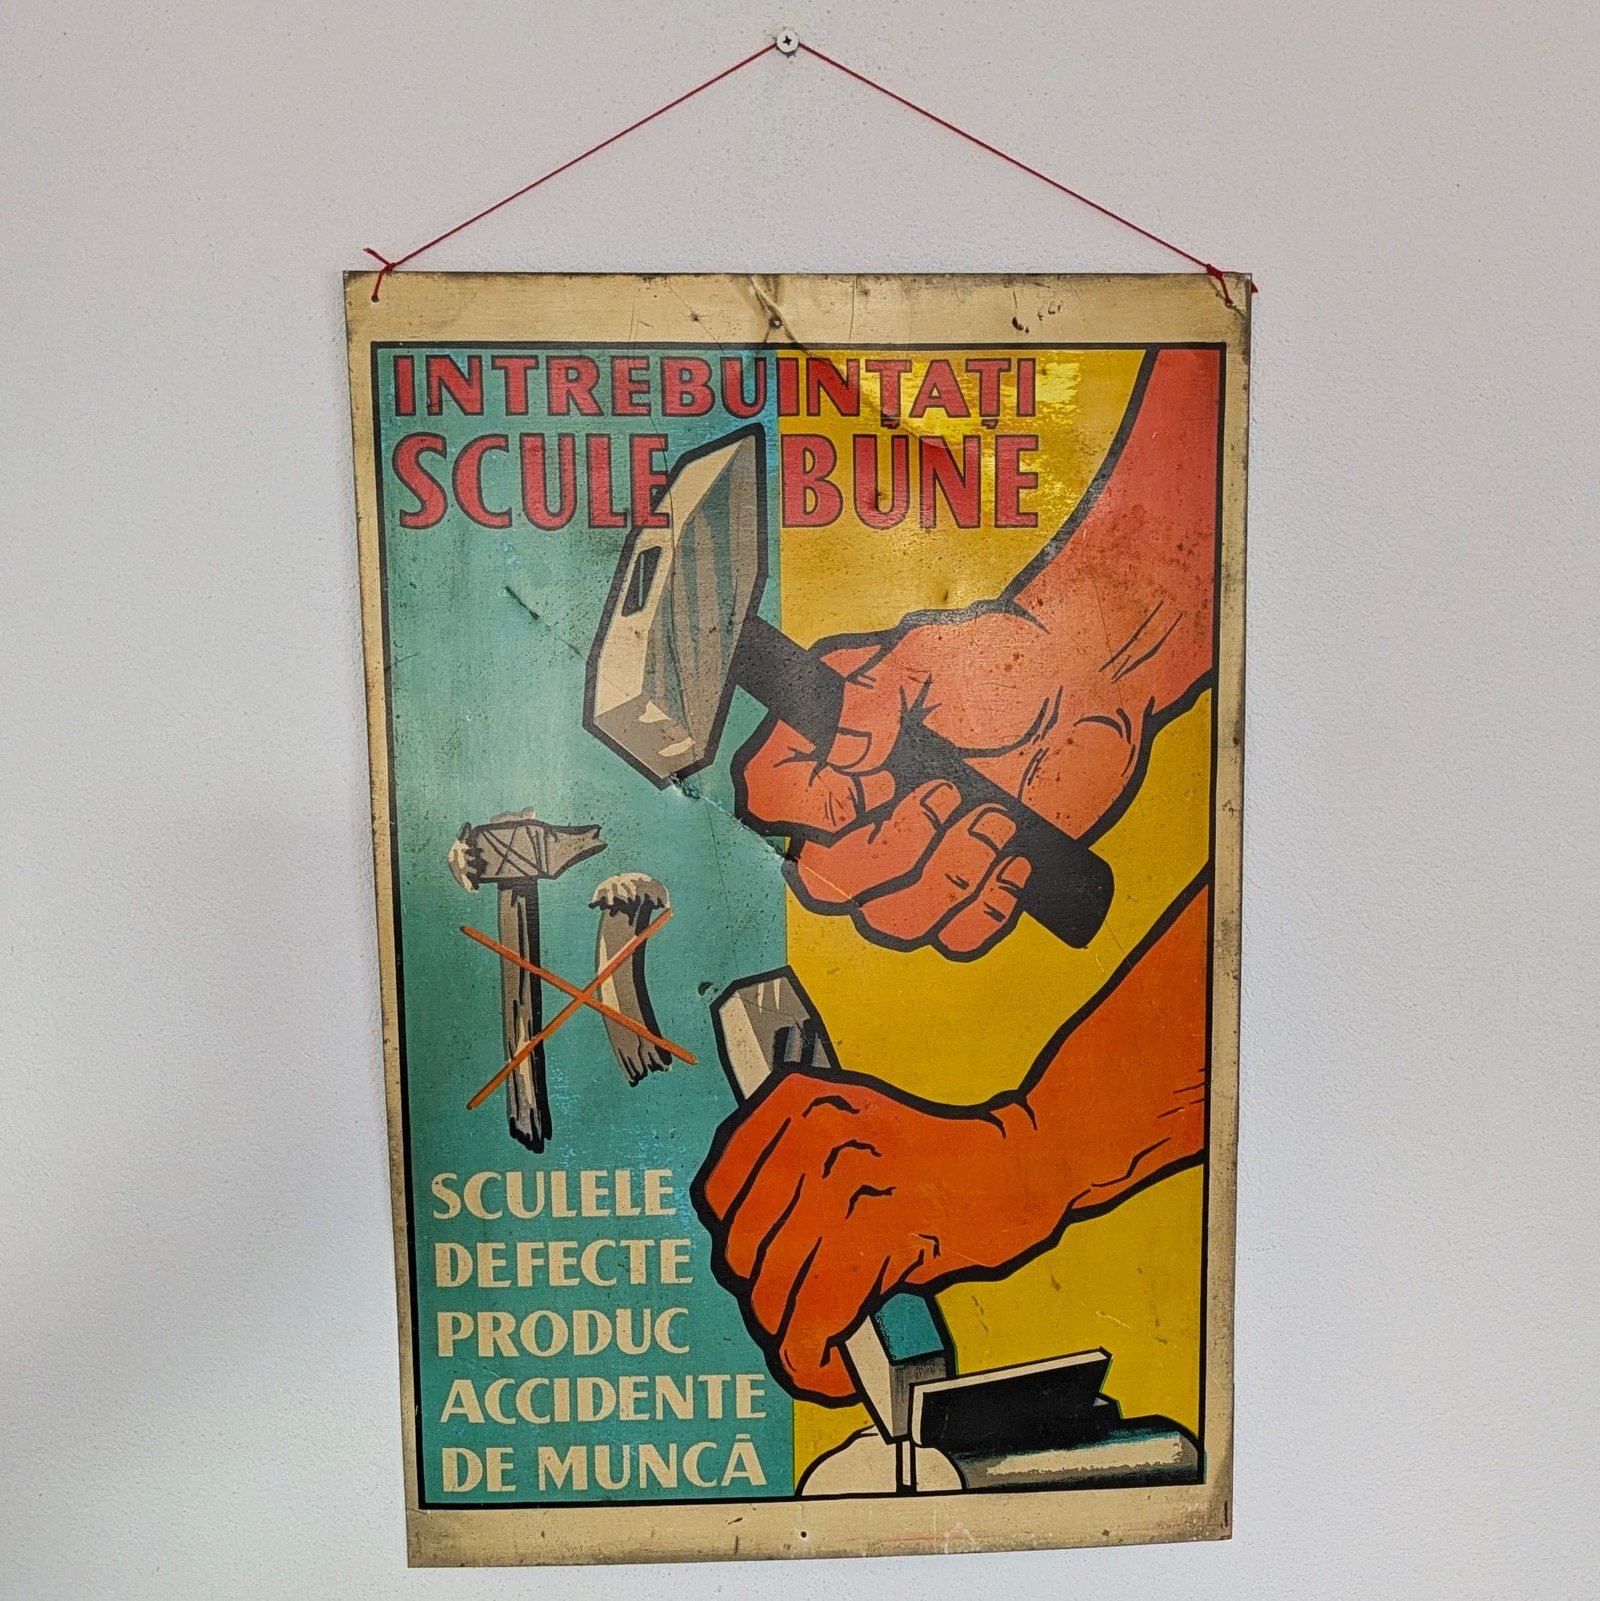 INTREBUINȚAȚI
SCULE BUNE
SCULELE
DEFECTE
PRODUC
ACCIDENTE
DE MUNCĂ